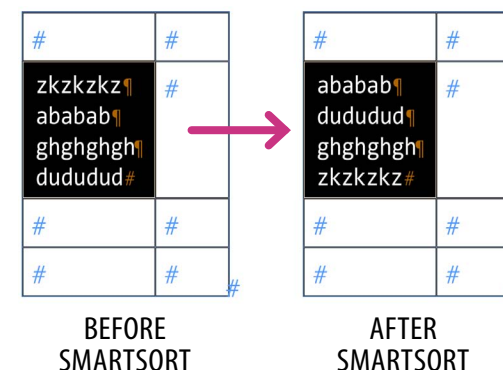 # # # #
zkzkzkz¶ # ababab¶ #
ababab¶ dududud¶
ghghghgh¶ ghghghgh¶
dududud# zkzkzkz#
# # # #
# # # # #
BEFORE AFTER
SMARTSORT SMARTSORT